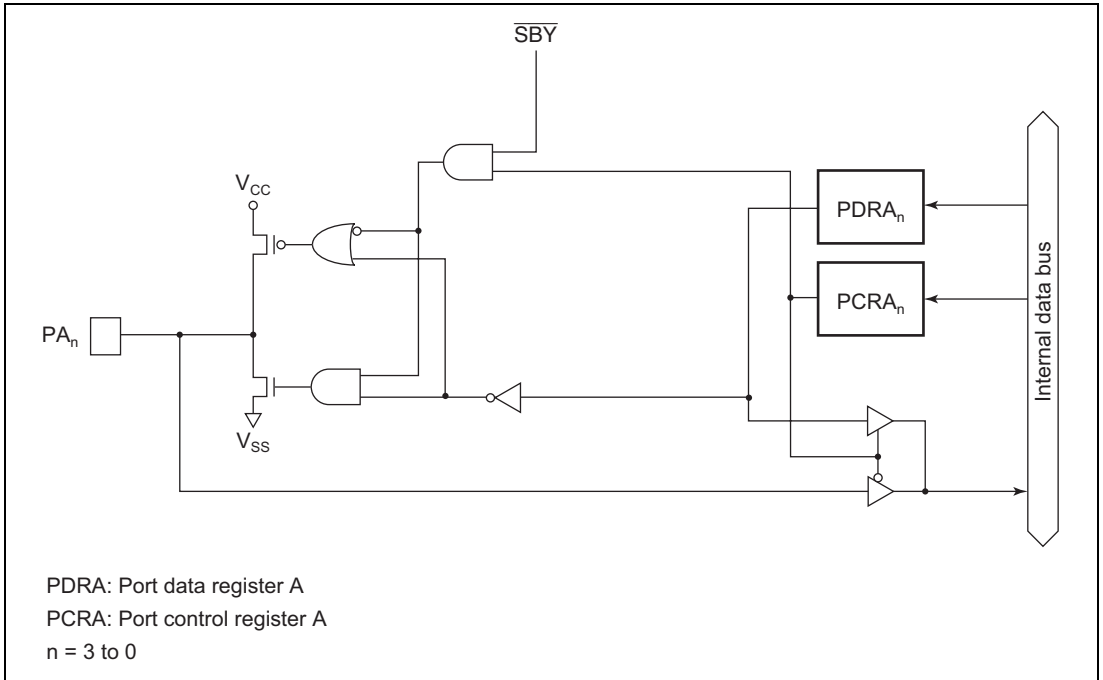 S̅B̅Y̅
V_CC
PDRA_n
PCRA_n
PA_n
Internal data bus
V_SS
PDRA: Port data register A
PCRA: Port control register A
n = 3 to 0